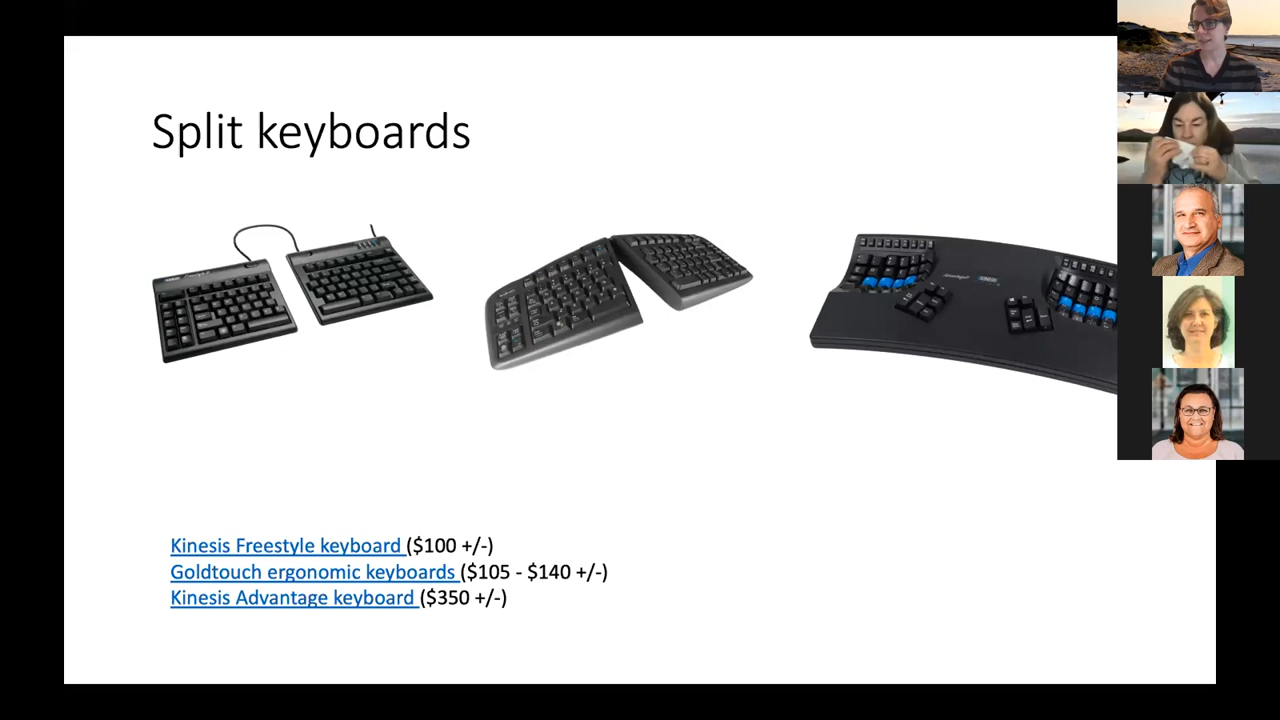 Split keyboards
Kinesis Freestyle keyboard ($100 +/-)
Goldtouch ergonomic keyboards ($105 - $140 +/-)
Kinesis Advantage keyboard ($350 +/-)